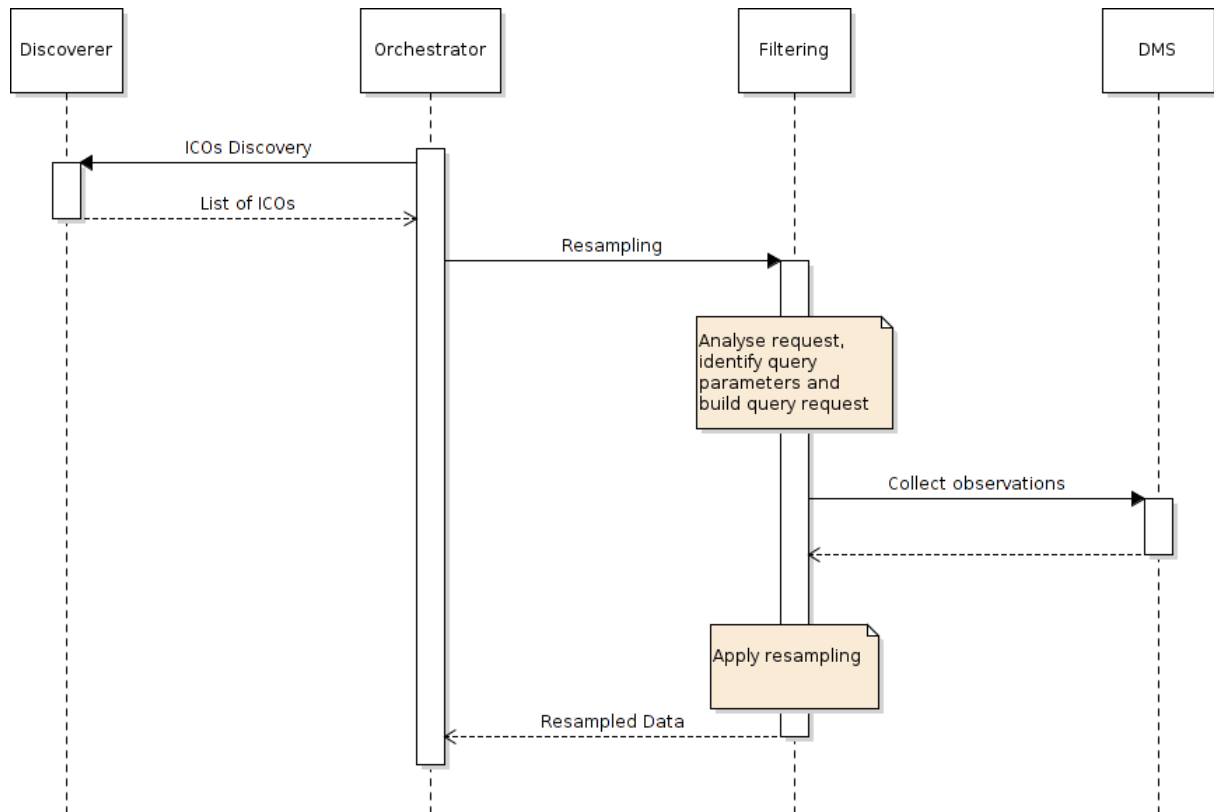 Discoverer
Orchestrator
Filtering
DMS
ICOs Discovery
List of ICOs
Resampling
Analyse request,
identify query
parameters and
build query request
Collect observations
Apply resampling
Resampled Data